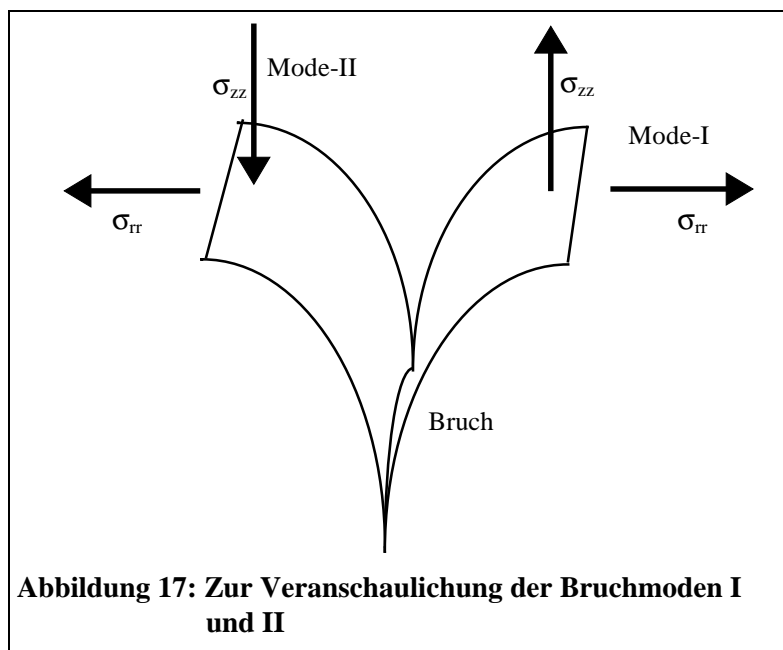 Mode-II
σzz
σzz
Mode-I
σrr
σrr
Bruch
Abbildung 17: Zur Veranschaulichung der Bruchmoden I
und II